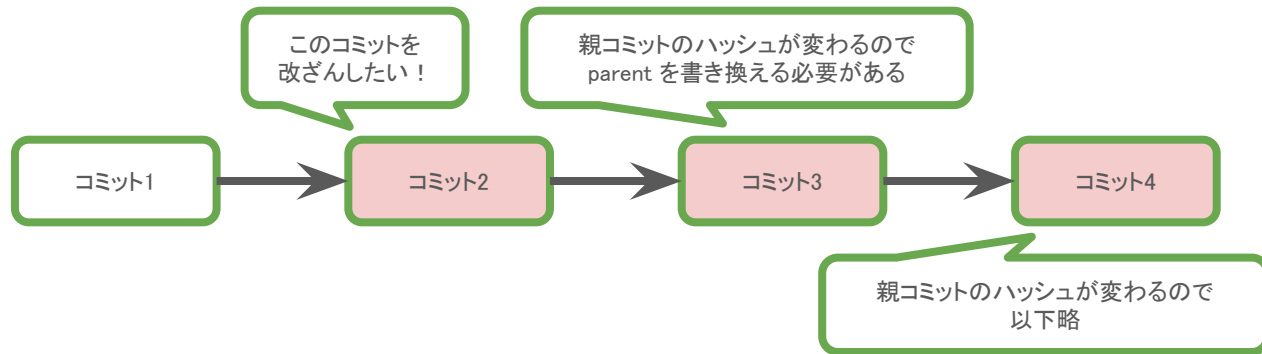 このコミットを
改ざんしたい！
親コミットのハッシュが変わるので
parent を書き換える必要がある
コミット1
コミット2
コミット3
コミット4
親コミットのハッシュが変わるので
以下略